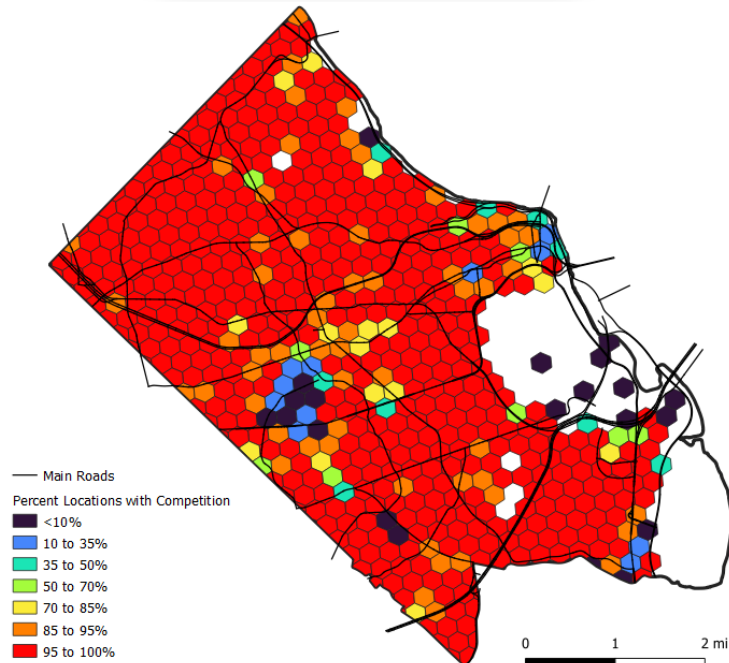 Main Roads
Percent Locations with Competition
<10%
10 to 35%
35 to 50%
50 to 70%
70 to 85%
85 to 95%
95 to 100%
0 1 2 mi